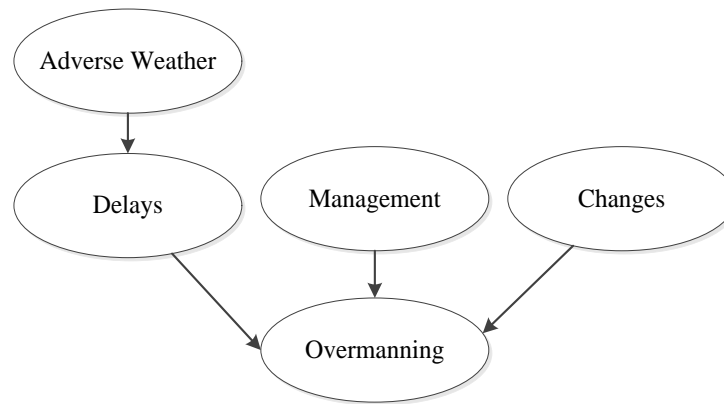 Adverse Weather
Delays
Management
Changes
Overmanning